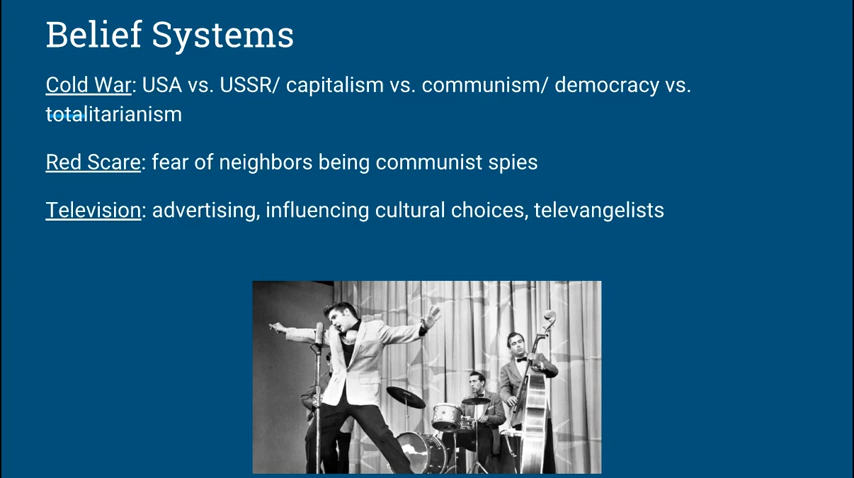 Belief Systems
Cold War: USA vs. USSR/ capitalism vs. communism/ democracy vs.
totalitarianism
Red Scare: fear of neighbors being communist spies
Television: advertising, influencing cultural choices, televangelists